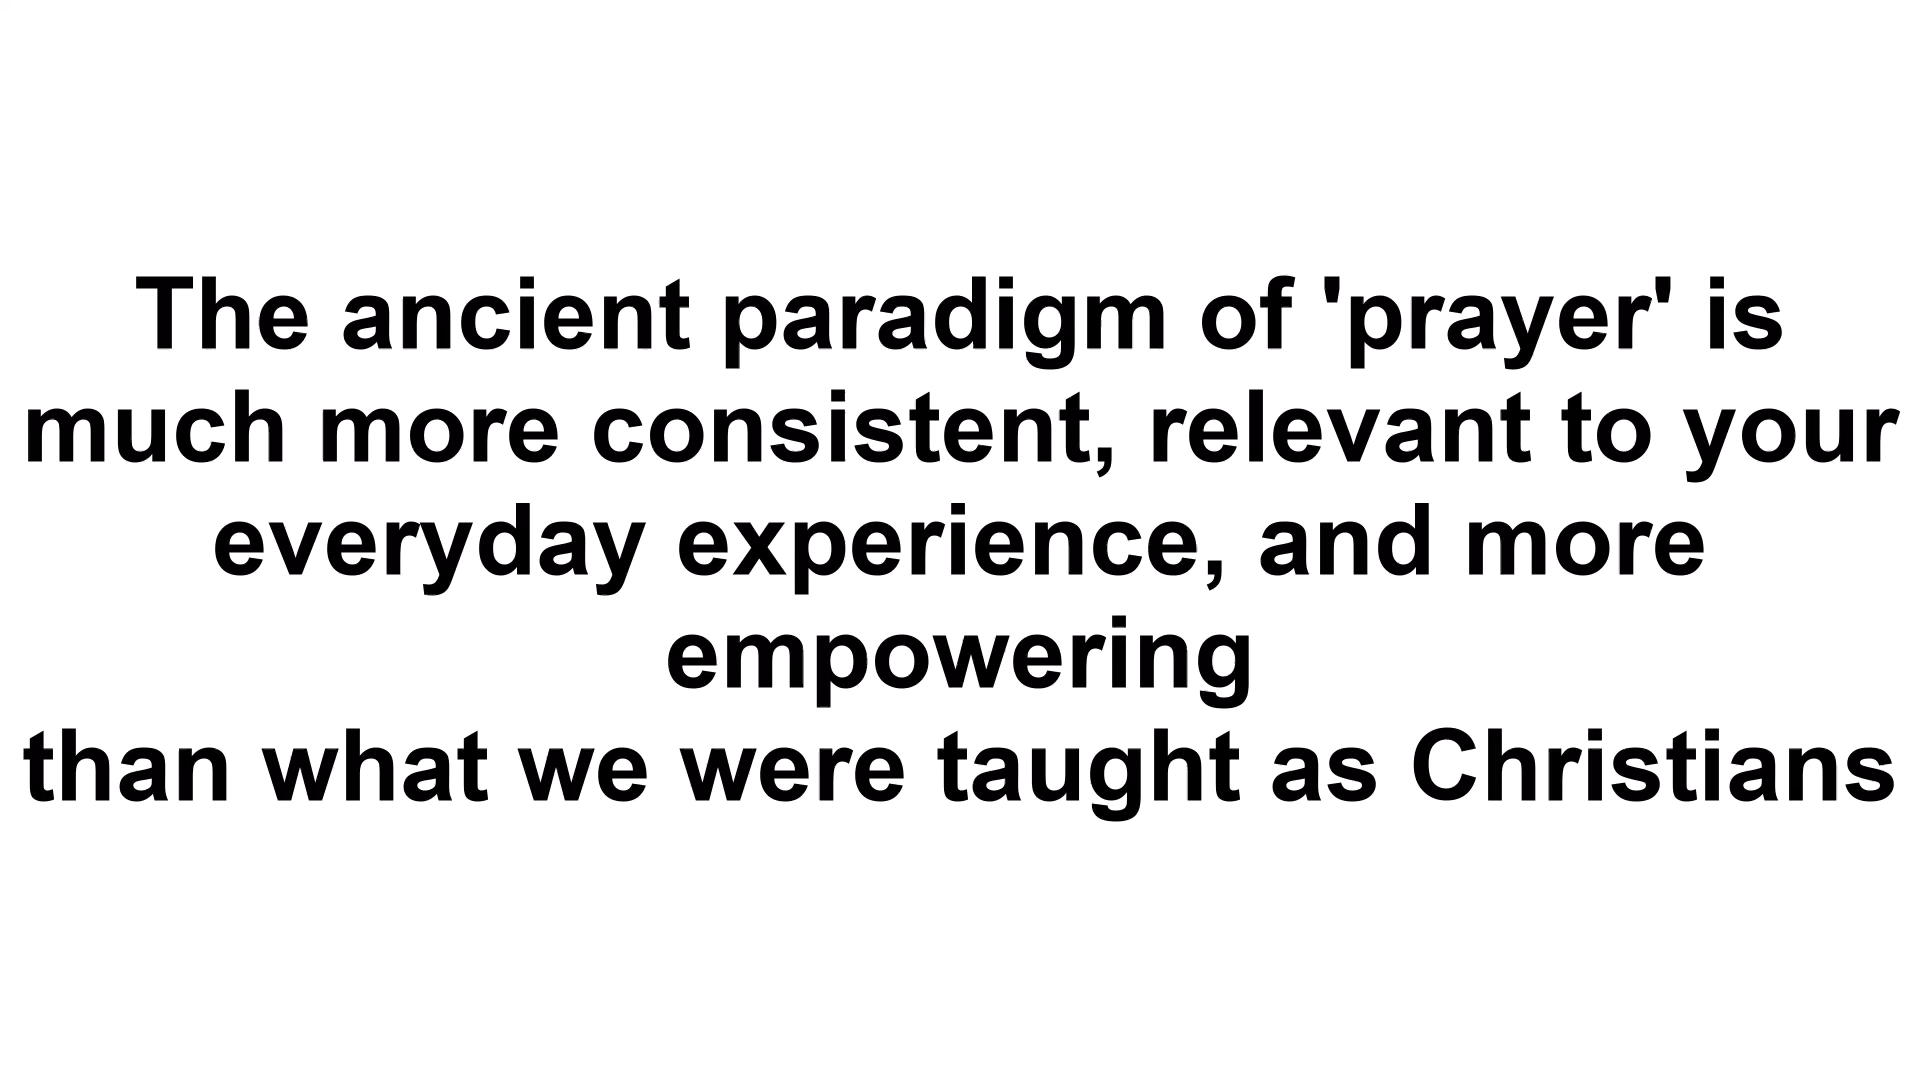 The ancient paradigm of 'prayer' is
much more consistent, relevant to your
everyday experience, and more
empowering
than what we were taught as Christians